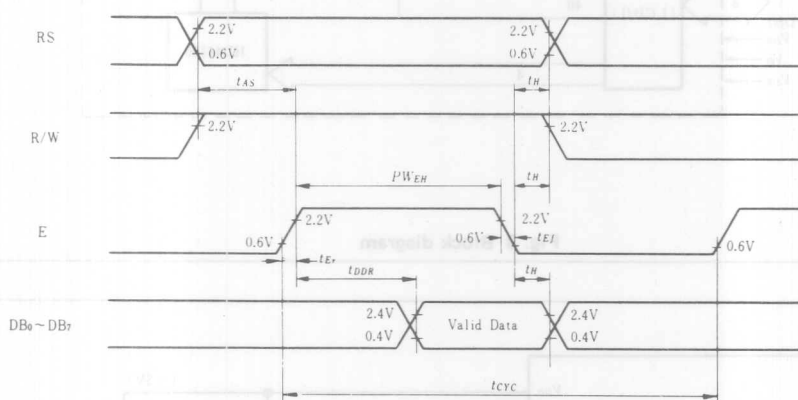 RS
2.2V
2.2V
0.6V
0.6V
tAS
tH
R/W
2.2V
2.2V
PWEH
tH
E
2.2V
2.2V
0.6V
0.6V
0.6V
tEf
tEr
tDDR
tH
DB0~DB7
2.4V
Valid Data
2.4V
0.4V
0.4V
tCYC